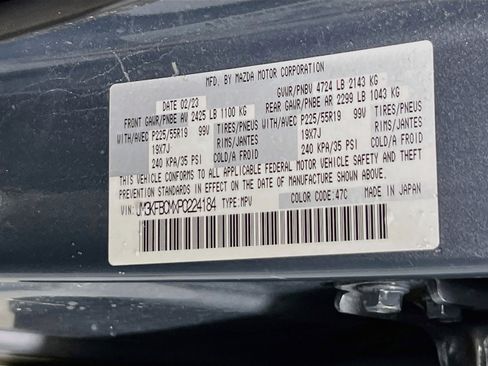 MFD. BY MAZDA MOTOR CORPORATION
DATE 02/23 GVWR/PNBV 4724 LB 2143 KG
FRONT GAWR/PNBE AV 2425 LB 1100 KG REAR GAWR/PNBE AR 2299 LB 1043 KG
WITH/AVEC P225/55R19 99V TIRES/PNEUS WITH/AVEC P225/55R19 99V TIRES/PNEUS
19X7J RIMS/JANTES 19X7J RIMS/JANTES
240 KPA/35 PSI COLD/A FROID 240 KPA/35 PSI COLD/A FROID
THIS VEHICLE CONFORMS TO ALL APPLICABLE FEDERAL MOTOR VEHICLE SAFETY AND THEFT
PREVENTION STANDARDS IN EFFECT ON THE DATE OF MANUFACTURE SHOWN ABOVE.
VIN: JM3KFBCMXP0224184 TYPE:MPV COLOR CODE:47C MADE IN JAPAN